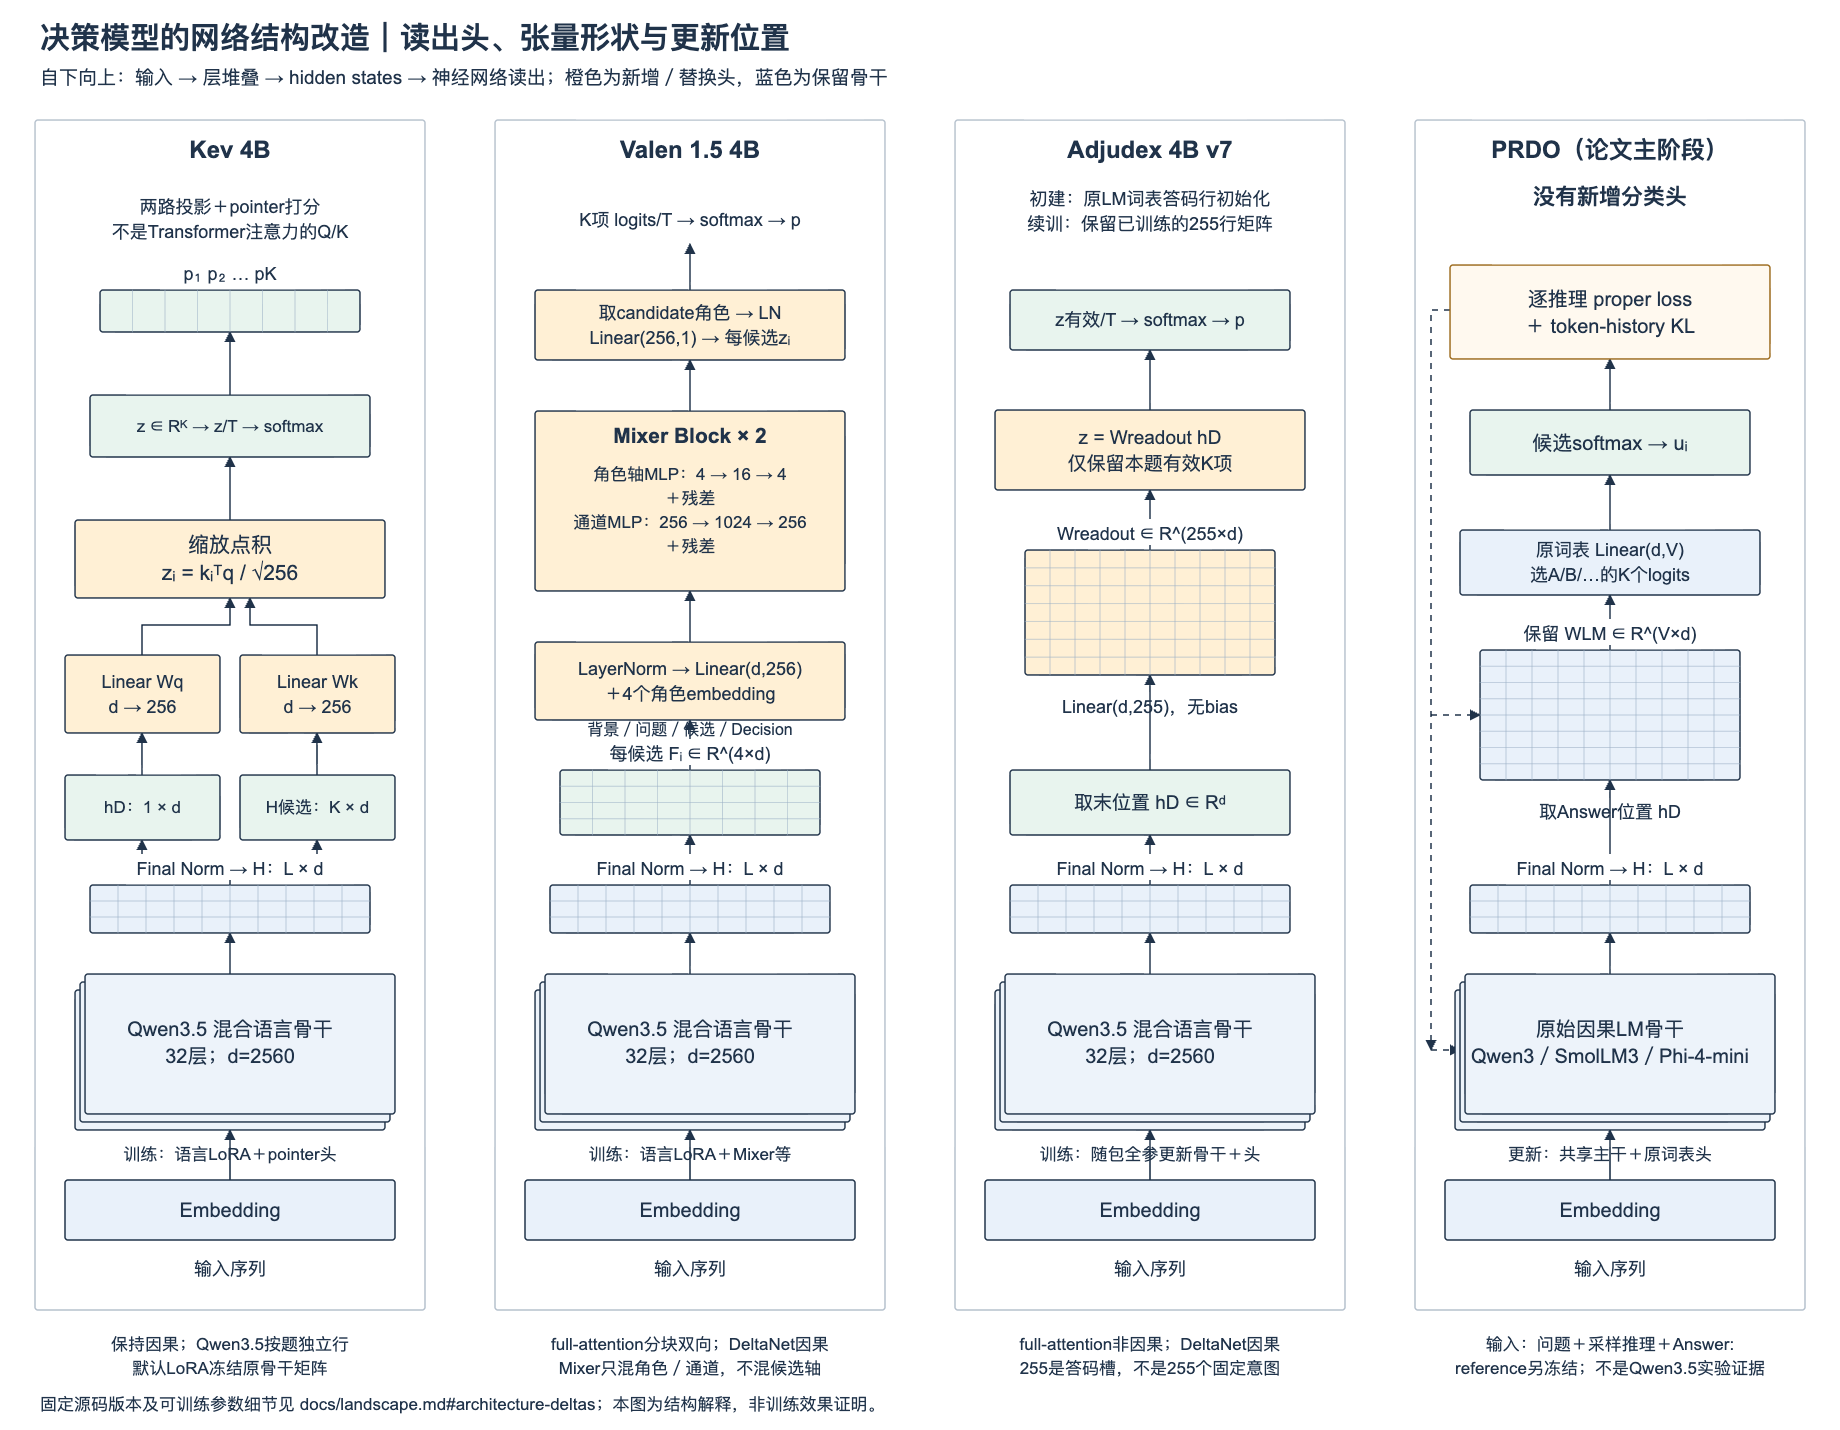 决策模型的网络结构改造｜读出头、张量形状与更新位置
自下向上：输入 → 层堆叠 → hidden states → 神经网络读出；橙色为新增 / 替换头，蓝色为保留骨干
Kev 4B
两路投影＋pointer打分
不是Transformer注意力的Q/K
p₁ p₂ … pK
z ∈ Rᴷ → z/T → softmax
缩放点积
zᵢ = kᵢᵀq / √256
Linear Wq
d → 256
Linear Wk
d → 256
hD：1 × d
H候选：K × d
Final Norm → H：L × d
Qwen3.5 混合语言骨干
32层；d=2560
训练：语言LoRA＋pointer头
Embedding
输入序列
保持因果；Qwen3.5按题独立行
默认LoRA冻结原骨干矩阵
Valen 1.5 4B
K项 logits/T → softmax → p
取candidate角色 → LN
Linear(256,1) → 每候选zᵢ
Mixer Block × 2
角色轴MLP：4 → 16 → 4
＋残差
通道MLP：256 → 1024 → 256
＋残差
LayerNorm → Linear(d,256)
＋4个角色embedding
背景 / 问题 / 候选 / Decision
每候选 Fᵢ ∈ R^(4×d)
Final Norm → H：L × d
Qwen3.5 混合语言骨干
32层；d=2560
训练：语言LoRA＋Mixer等
Embedding
输入序列
full-attention分块双向；DeltaNet因果
Mixer只混角色 / 通道，不混候选轴
Adjudex 4B v7
初建：原LM词表答码行初始化
续训：保留已训练的255行矩阵
z有效/T → softmax → p
z = Wreadout hD
仅保留本题有效K项
Wreadout ∈ R^(255×d)
Linear(d,255)，无bias
取末位置 hD ∈ Rᵈ
Final Norm → H：L × d
Qwen3.5 混合语言骨干
32层；d=2560
训练：随包全参更新骨干＋头
Embedding
输入序列
full-attention非因果；DeltaNet因果
255是答码槽，不是255个固定意图
PRDO（论文主阶段）
没有新增分类头
逐推理 proper loss
＋ token-history KL
候选softmax → uᵢ
原词表 Linear(d,V)
选A/B/…的K个logits
保留 WLM ∈ R^(V×d)
取Answer位置 hD
Final Norm → H：L × d
原始因果LM骨干
Qwen3 / SmolLM3 / Phi-4-mini
更新：共享主干＋原词表头
Embedding
输入序列
输入：问题＋采样推理＋Answer:
reference另冻结；不是Qwen3.5实验证据
固定源码版本及可训练参数细节见 docs/landscape.md#architecture-deltas；本图为结构解释，非训练效果证明。